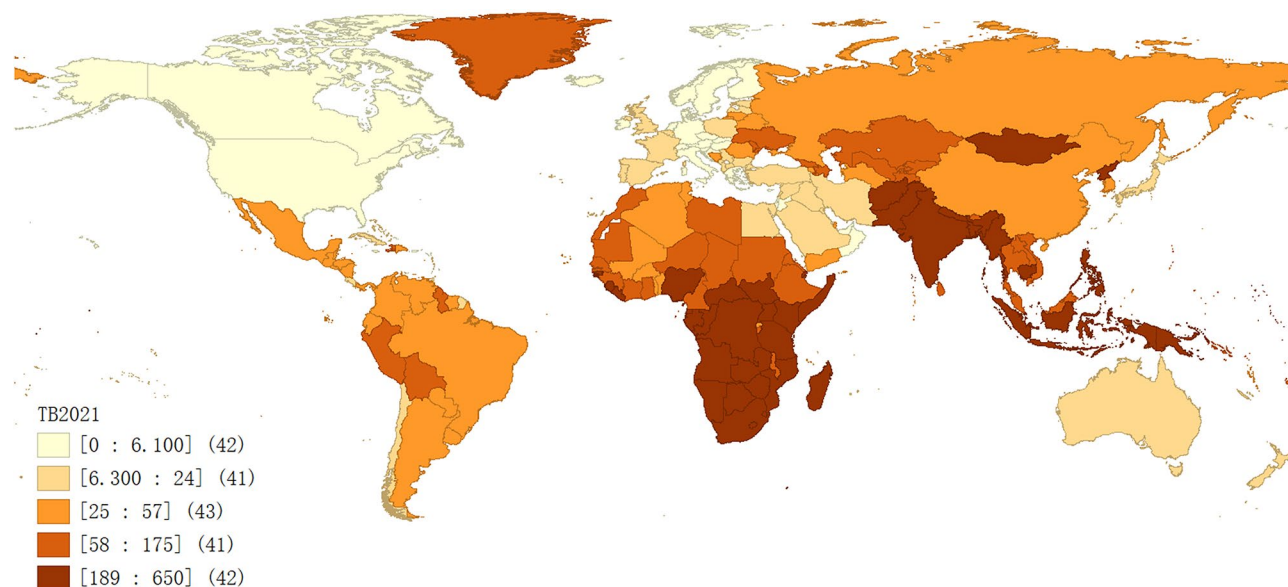 TB2021
[0 : 6.100] (42)
[6.300 : 24] (41)
[25 : 57] (43)
[58 : 175] (41)
[189 : 650] (42)